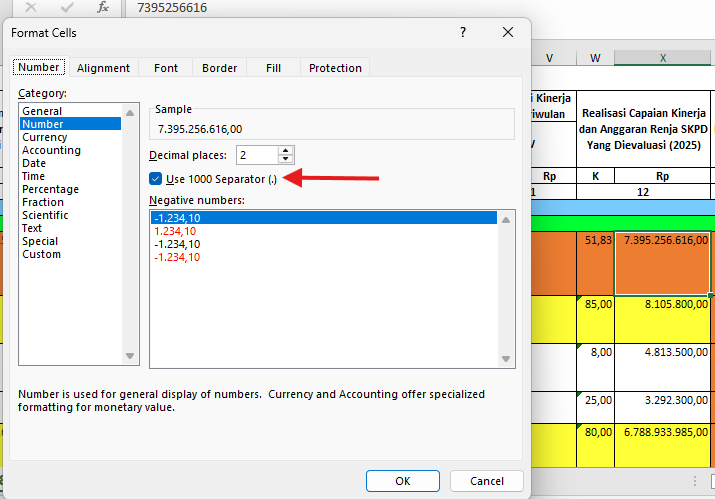 fx 7395256616
Format Cells
?
Number Alignment Font Border Fill Protection
Category:
General
Number
Currency
Accounting
Date
Time
Percentage
Fraction
Scientific
Text
Special
Custom
Sample
7.395.256.616,00
Decimal places: 2
Use 1000 Separator (.)
Negative numbers:
-1.234,10
1.234,10
-1.234,10
-1.234,10
Number is used for general display of numbers. Currency and Accounting offer specialized
formatting for monetary value.
OK Cancel
V W X
Kinerja
Realisasi Capaian Kinerja
dan Anggaran Renja SKPD
Yang Dievaluasi (2025)
Rp K Rp
1 12
51,83 7.395.256.616,00
85,00 8.105.800,00
8,00 4.813.500,00
25,00 3.292.300,00
80,00 6.788.933.985,00